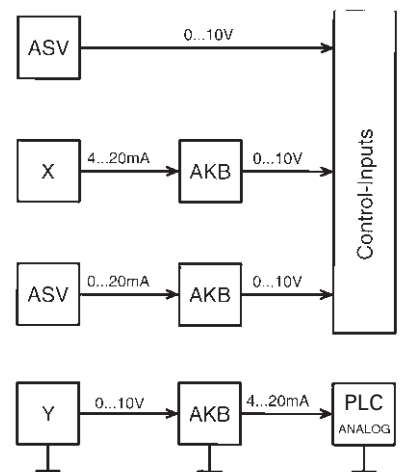 ASV
0...10V
X
4...20mA
AKB
0...10V
ASV
0...20mA
AKB
0...10V
Control-Inputs
Y
0...10V
AKB
4...20mA
PLC
ANALOG